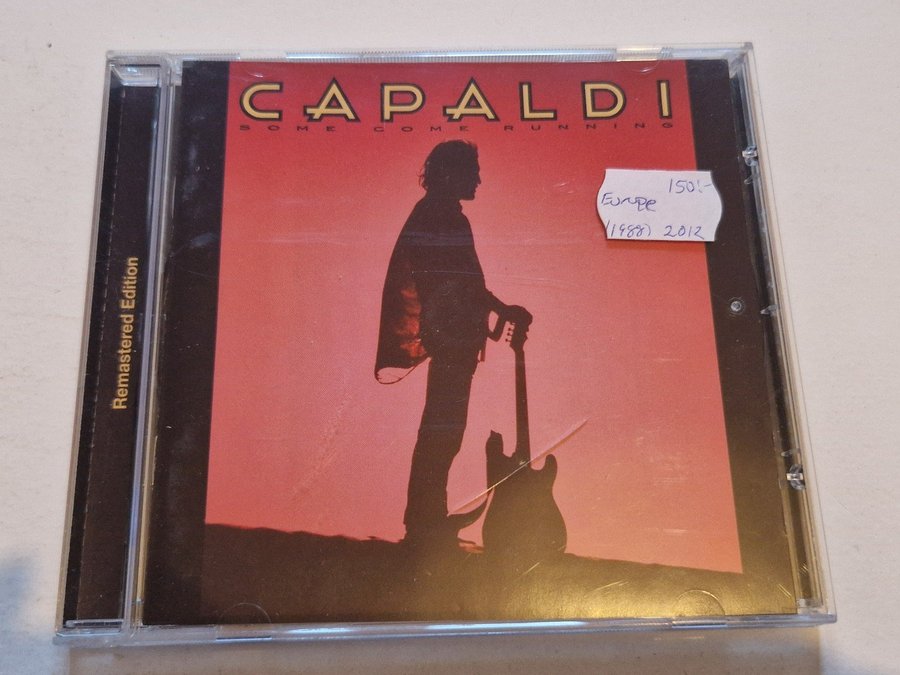 CAPALDI
SOME COME RUNNING
150:-
Europe
(1988) 2012
Remastered Edition